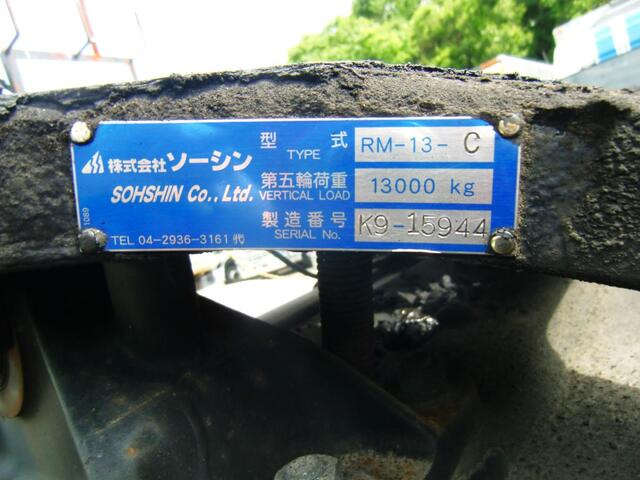 株式会社 ソーシン
SOHSHIN Co., Ltd.
TEL 04-2936-3161 代
1089
型 式 RM-13-C
TYPE
第五輪荷重 13000 kg
VERTICAL LOAD
製造番号 K9-15944
SERIAL No.